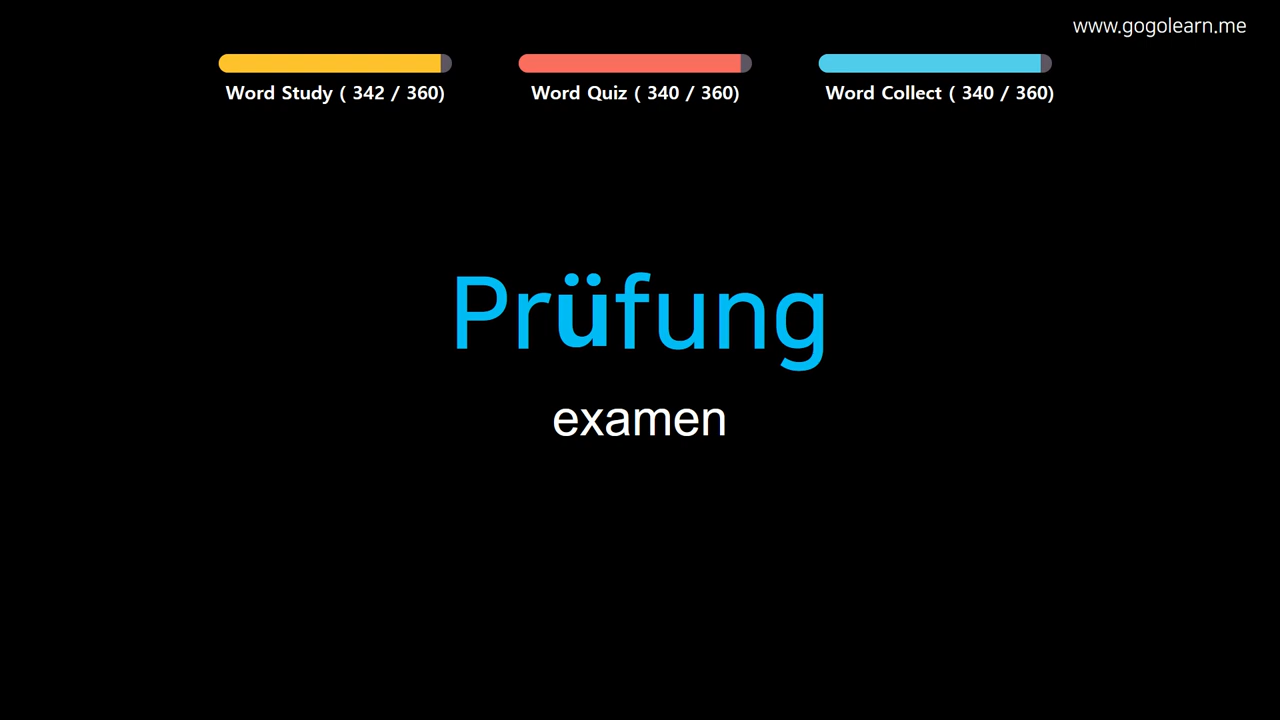 www.gogolearn.me
Word Study ( 342 / 360)
Word Quiz ( 340 / 360)
Word Collect ( 340 / 360)
Prüfung
examen